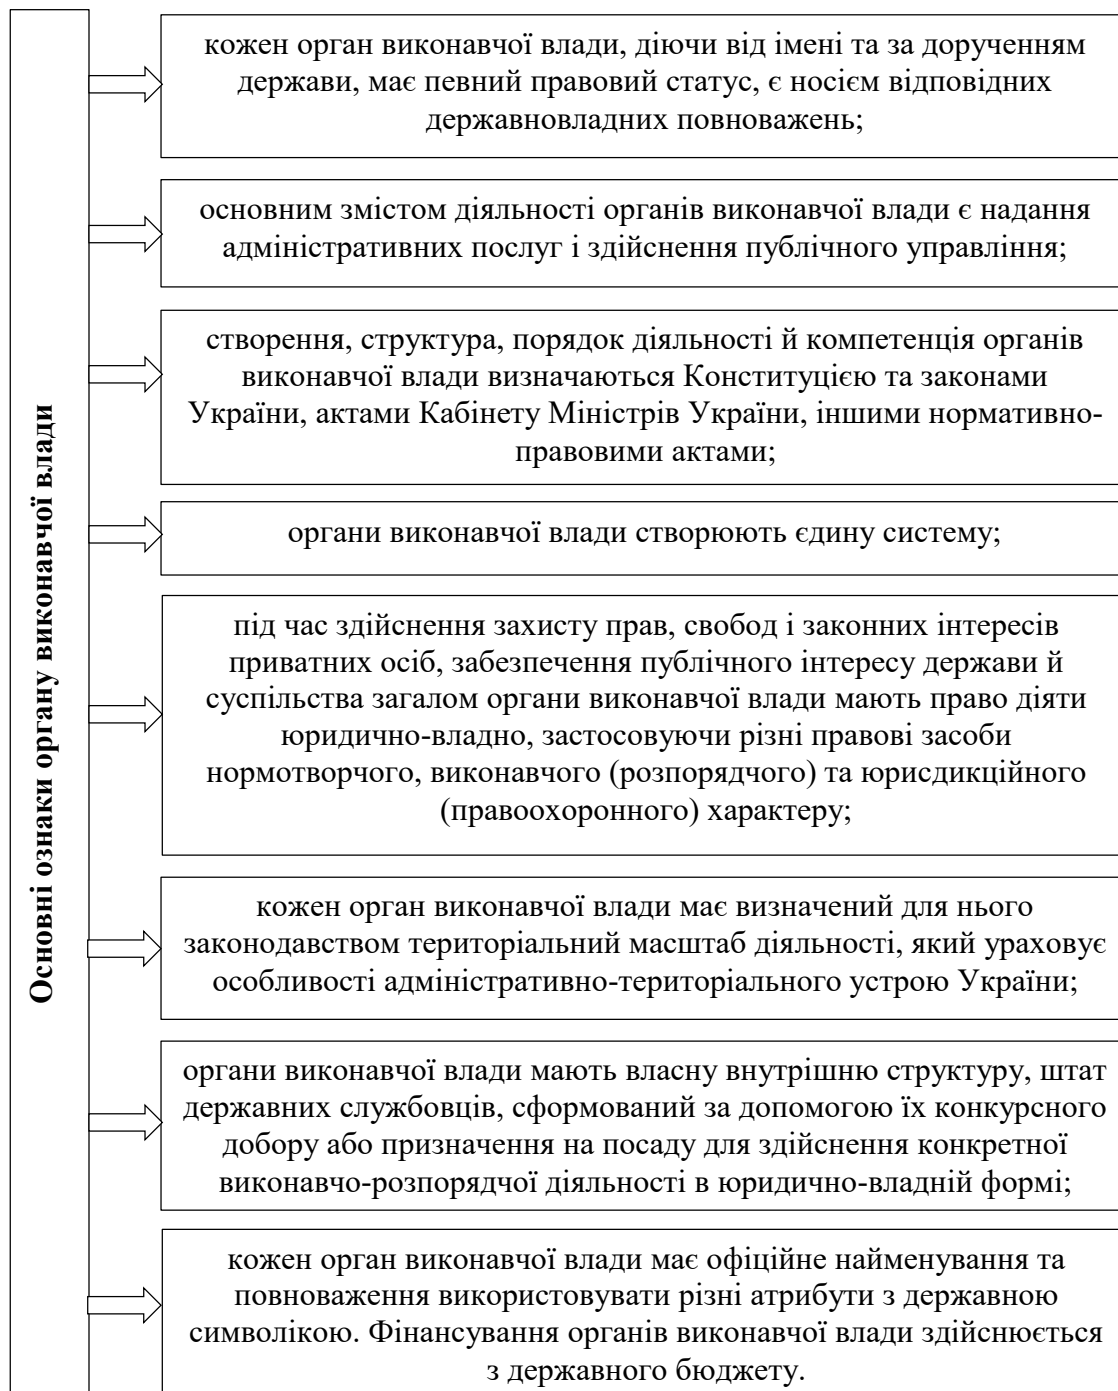 Основні ознаки органу виконавчої влади
кожен орган виконавчої влади, діючи від імені та за дорученням
держави, має певний правовий статус, є носієм відповідних
державновладних повноважень;
основним змістом діяльності органів виконавчої влади є надання
адміністративних послуг і здійснення публічного управління;
створення, структура, порядок діяльності й компетенція органів
виконавчої влади визначаються Конституцією та законами
України, актами Кабінету Міністрів України, іншими нормативно-
правовими актами;
органи виконавчої влади створюють єдину систему;
під час здійснення захисту прав, свобод і законних інтересів
приватних осіб, забезпечення публічного інтересу держави й
суспільства загалом органи виконавчої влади мають право діяти
юридично-владно, застосовуючи різні правові засоби
нормотворчого, виконавчого (розпорядчого) та юрисдикційного
(правоохоронного) характеру;
кожен орган виконавчої влади має визначений для нього
законодавством територіальний масштаб діяльності, який ураховує
особливості адміністративно-територіального устрою України;
органи виконавчої влади мають власну внутрішню структуру, штат
державних службовців, сформований за допомогою їх конкурсного
добору або призначення на посаду для здійснення конкретної
виконавчо-розпорядчої діяльності в юридично-владній формі;
кожен орган виконавчої влади має офіційне найменування та
повноваження використовувати різні атрибути з державною
символікою. Фінансування органів виконавчої влади здійснюється
з державного бюджету.